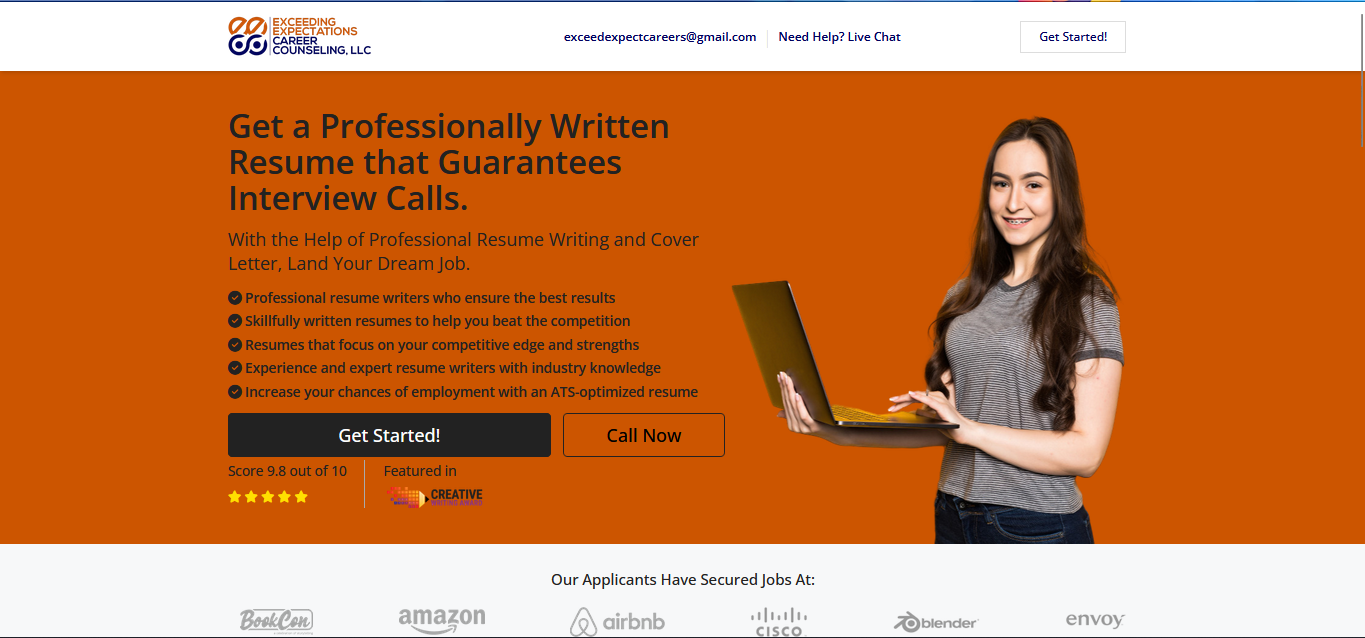 EXCEEDING
EXPECTATIONS
CAREER
COUNSELING, LLC
exceedexpectcareers@gmail.com
Need Help? Live Chat
Get Started!
Get a Professionally Written
Resume that Guarantees
Interview Calls.
With the Help of Professional Resume Writing and Cover
Letter, Land Your Dream Job.
Professional resume writers who ensure the best results
Skillfully written resumes to help you beat the competition
Resumes that focus on your competitive edge and strengths
Experience and expert resume writers with industry knowledge
Increase your chances of employment with an ATS-optimized resume
Get Started!
Call Now
Score 9.8 out of 10
Featured in
CREATIVE
Our Applicants Have Secured Jobs At:
BookCon
amazon
airbnb
CISCO
blender
envoy